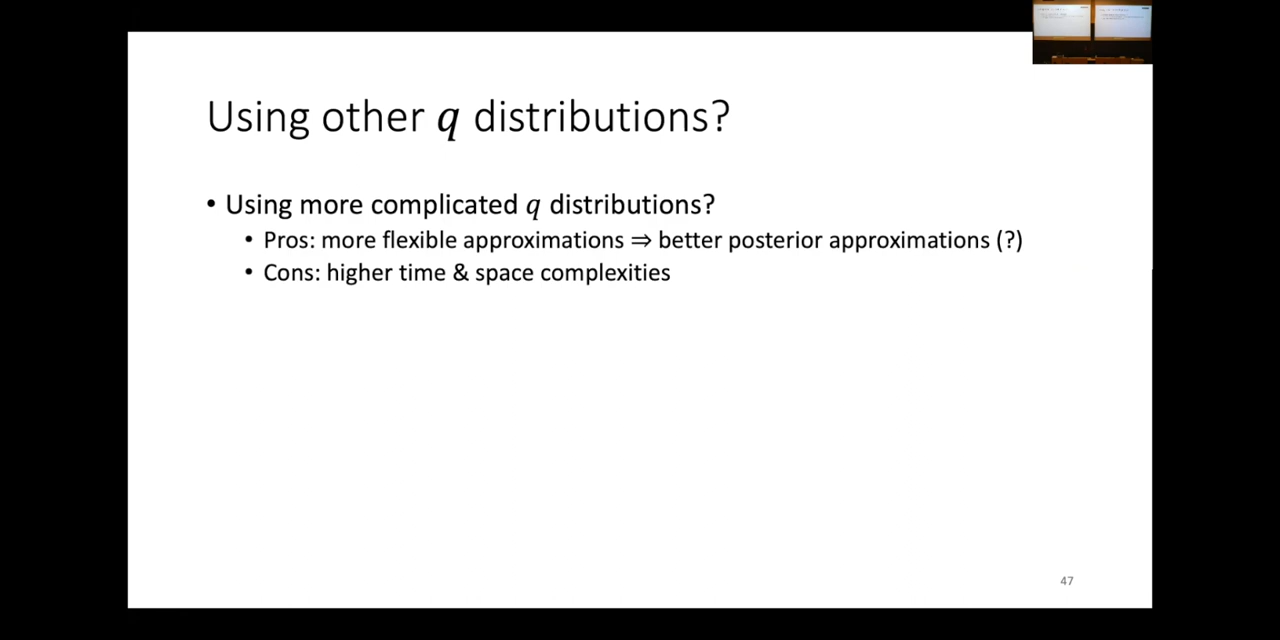 Using other q distributions?
• Using more complicated q distributions?
• Pros: more flexible approximations ⇒ better posterior approximations (?)
• Cons: higher time & space complexities
47